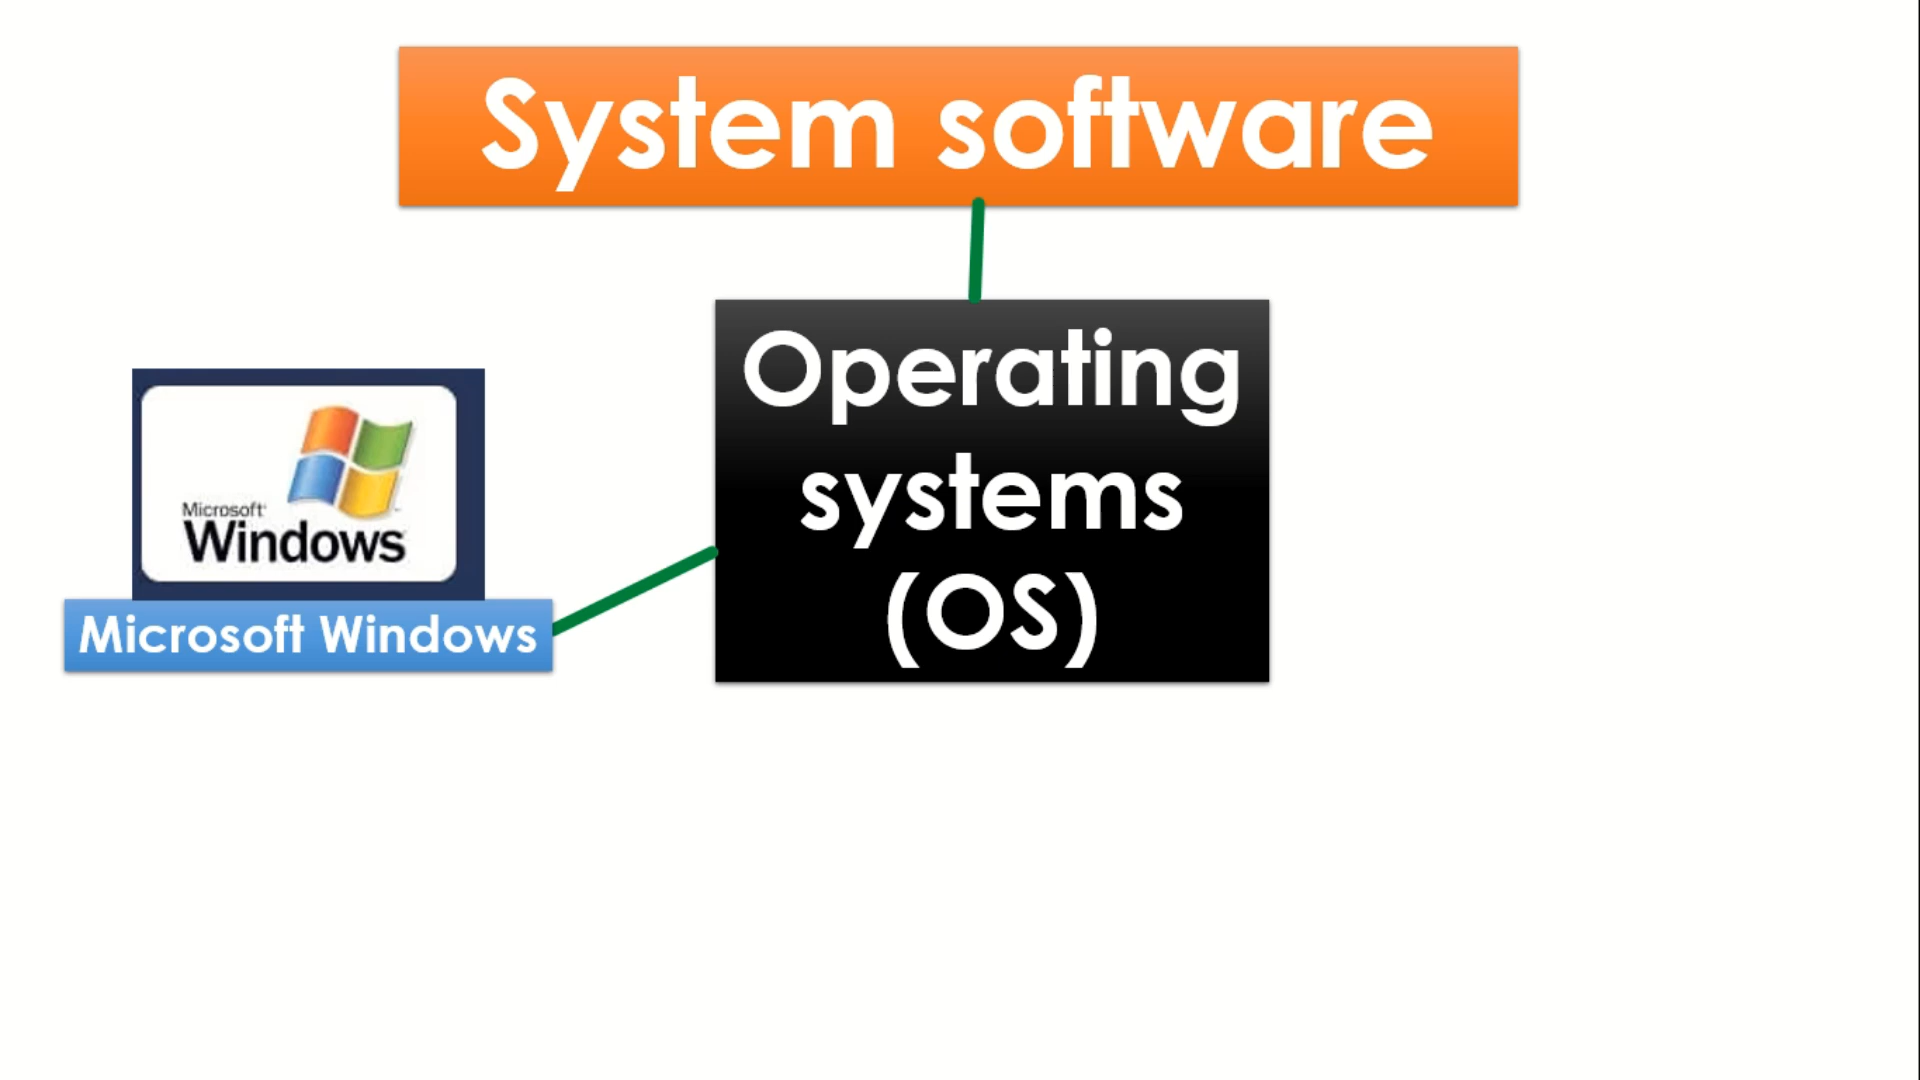 System software
Operating
systems
(OS)
Microsoft
Windows
Microsoft Windows